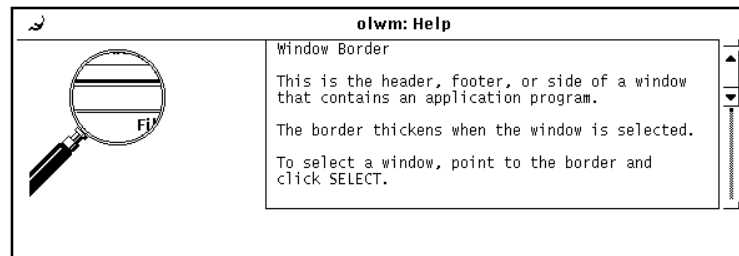 olwm: Help
Window Border
This is the header, footer, or side of a window
that contains an application program.
The border thickens when the window is selected.
To select a window, point to the border and
click SELECT.
Fi